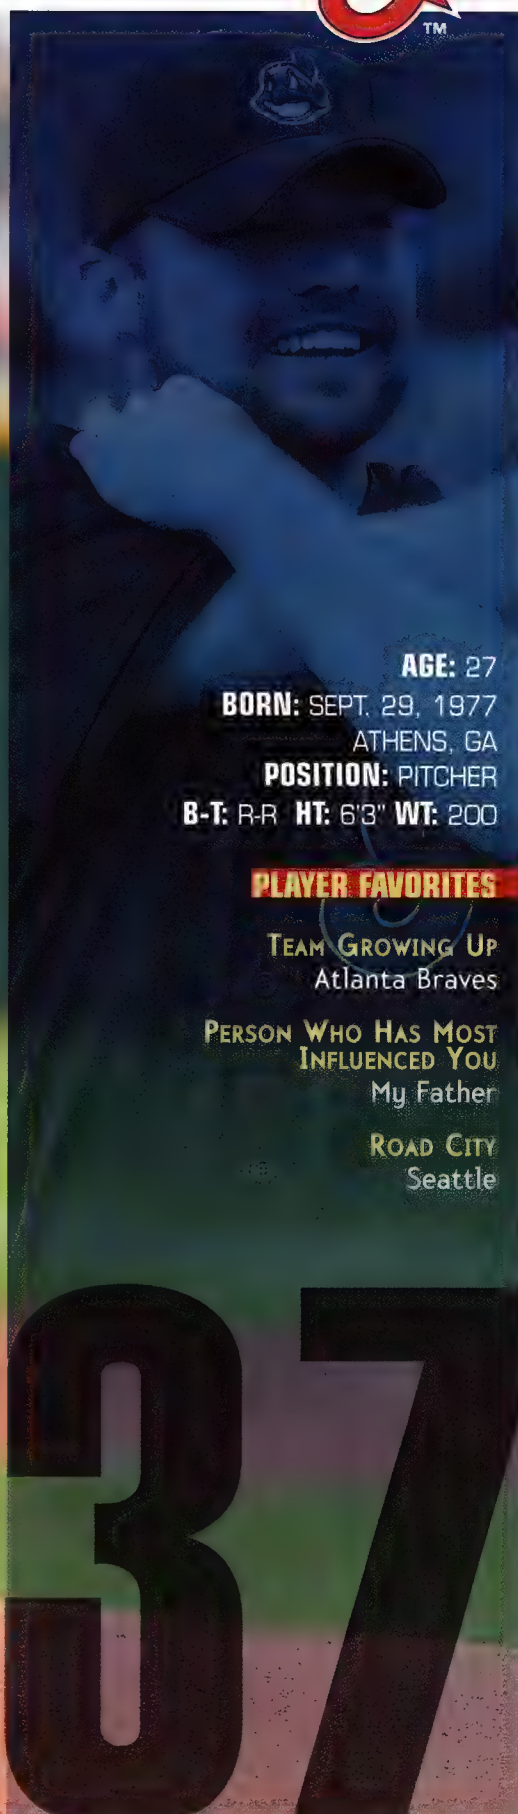 TM
AGE: 27
BORN: SEPT. 29, 1977
ATHENS, GA
POSITION: PITCHER
B-T: R-R HT: 6'3" WT: 200
PLAYER FAVORITES
TEAM GROWING UP
Atlanta Braves
PERSON WHO HAS MOST
INFLUENCED YOU
My Father
ROAD CITY
Seattle
37